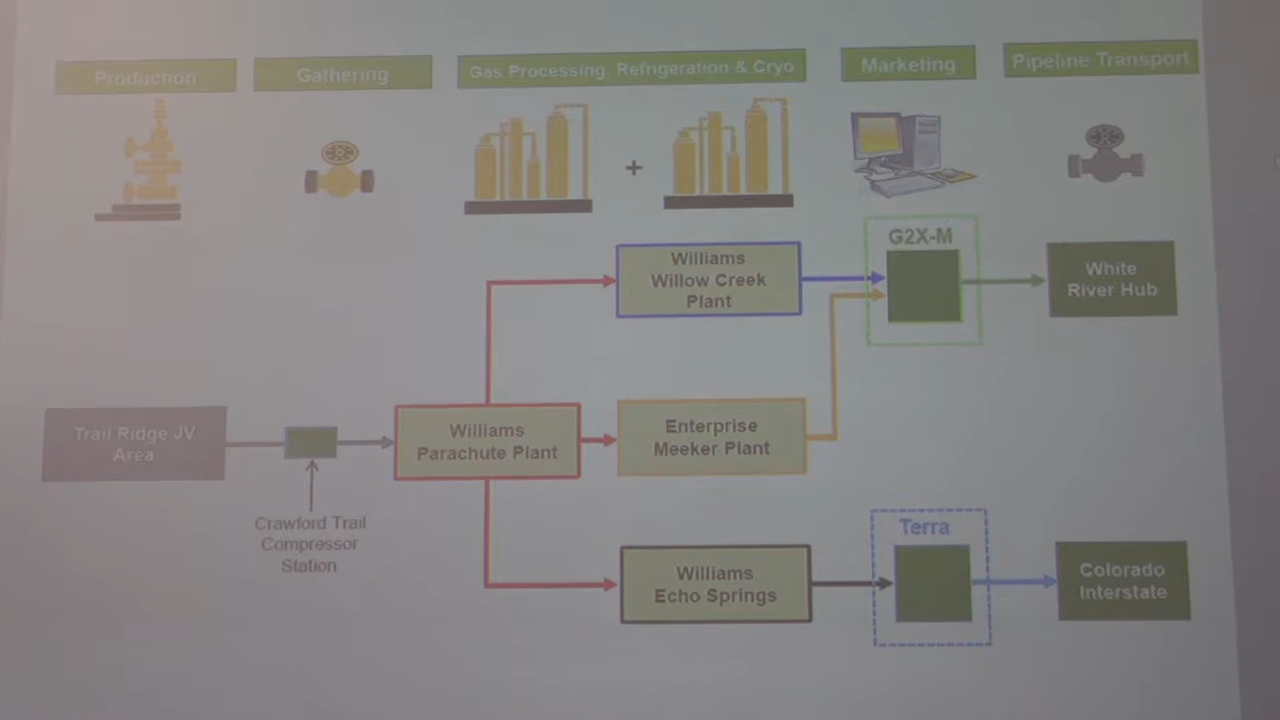 Production
Gathering
Gas Processing, Refrigeration & Cryo
Marketing
Pipeline Transport
+
G2X-M
Williams
Willow Creek
Plant
White
River Hub
Trail Ridge JV
Area
Williams
Parachute Plant
Enterprise
Meeker Plant
Crawford Trail
Compressor
Station
Terra
Williams
Echo Springs
Colorado
Interstate